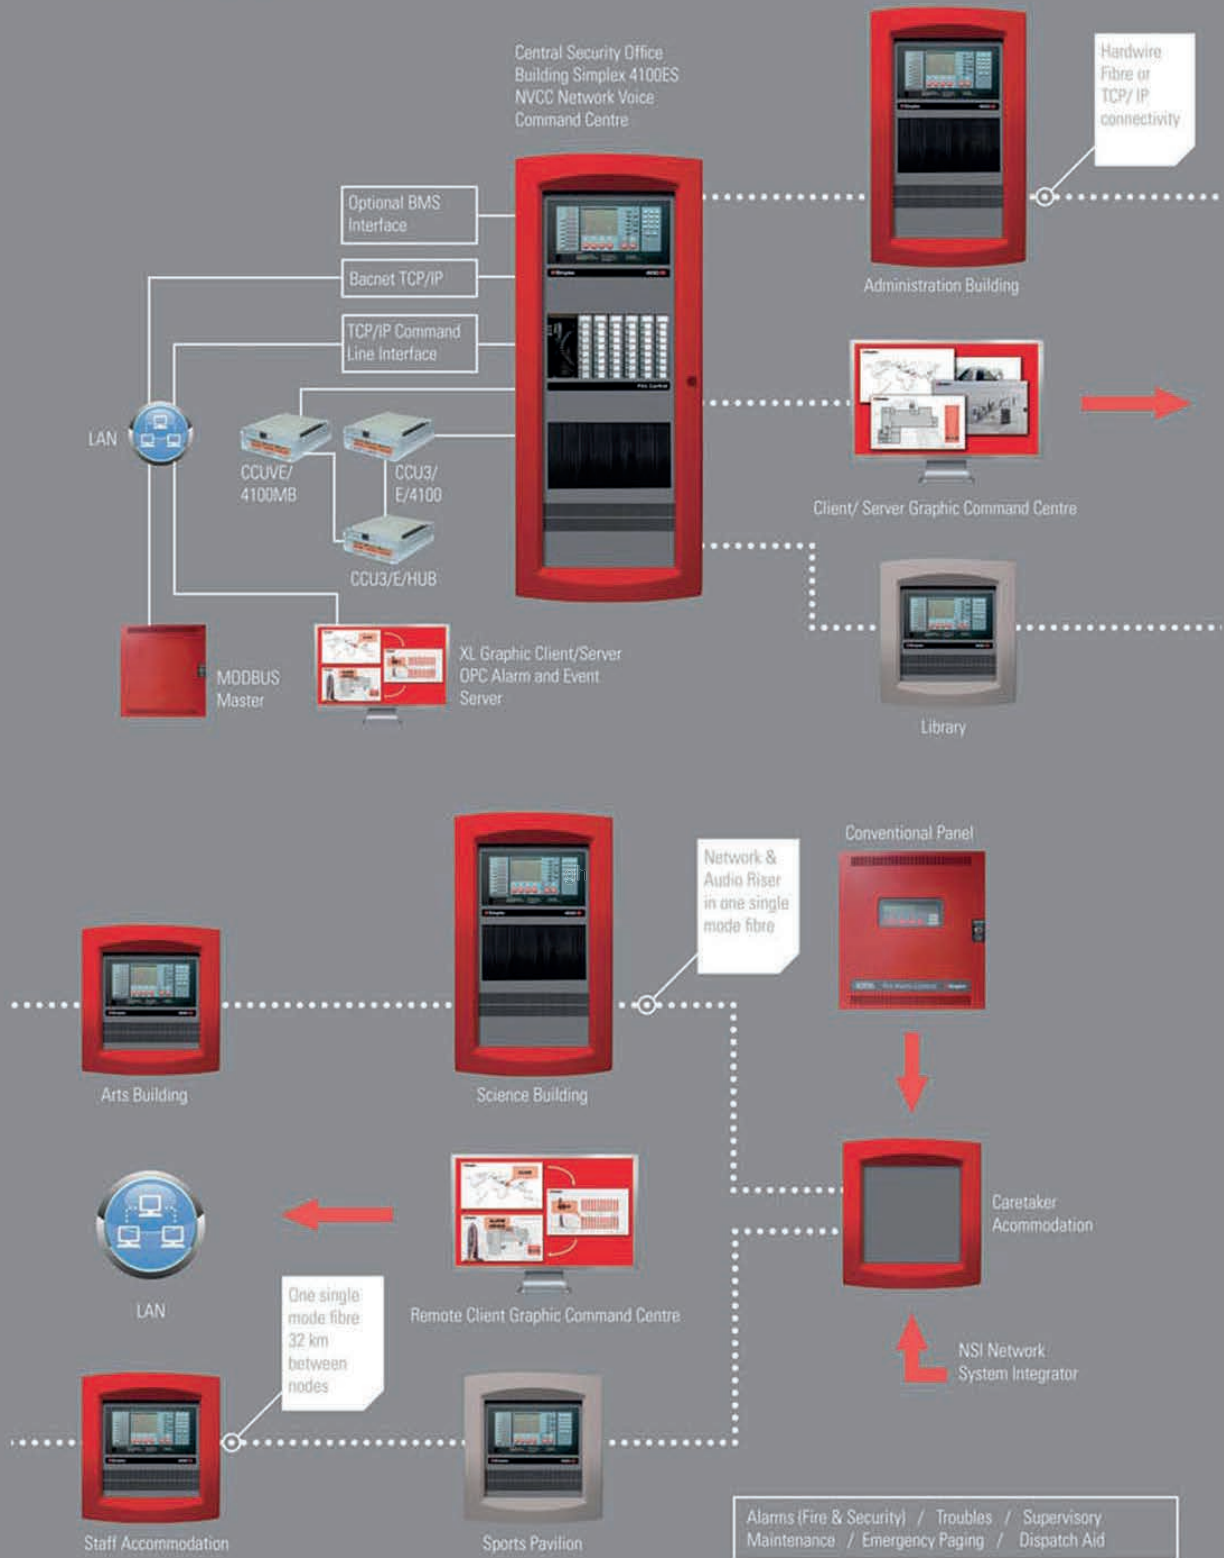 Central Security Office
Building Simplex 4100ES
NVCC Network Voice
Command Centre
Hardwire
Fibre or
TCP/ IP
connectivity
Optional BMS
Interface
Bacnet TCP/IP
TCP/IP Command
Line Interface
Administration Building
LAN
CCUVE/
4100MB
CCU3/
E/4100
CCU3/E/HUB
Client/ Server Graphic Command Centre
MODBUS
Master
XL Graphic Client/Server
OPC Alarm and Event
Server
Library
Network &
Audio Riser
in one single
mode fibre
Conventional Panel
Arts Building
Science Building
Caretaker
Acommodation
LAN
One single
mode fibre
32 km
between
nodes
Remote Client Graphic Command Centre
NSI Network
System Integrator
Staff Accommodation
Sports Pavilion
Alarms (Fire & Security) / Troubles / Supervisory
Maintenance / Emergency Paging / Dispatch Aid